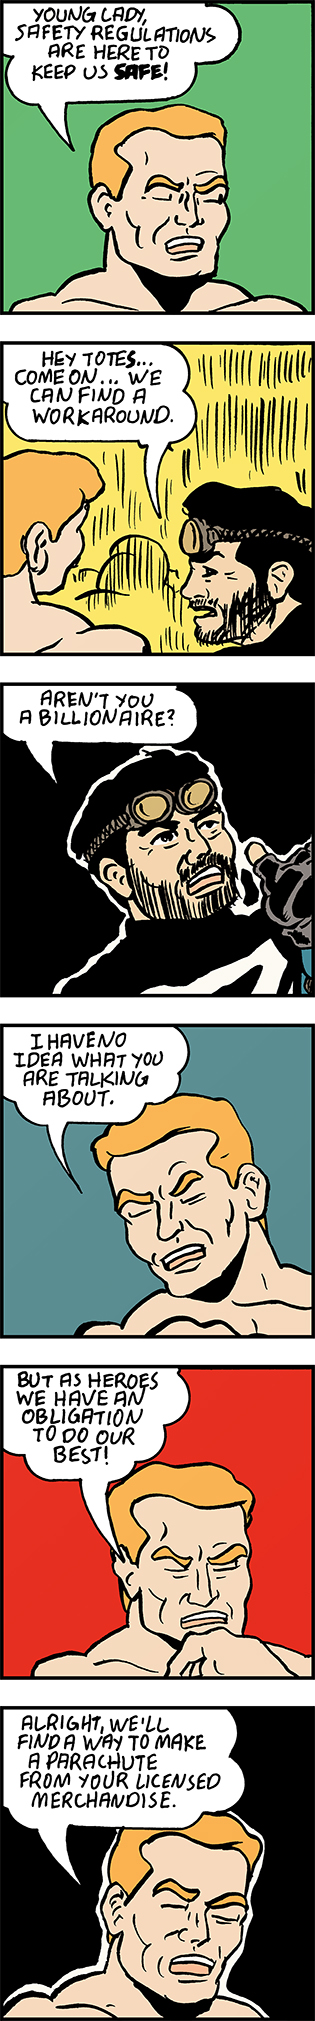 YOUNG LADY,
SAFETY REGULATIONS
ARE HERE TO
KEEP US SAFE!
HEY TOTES...
COME ON... WE
CAN FIND A
WORKAROUND.
AREN'T YOU
A BILLIONAIRE?
I HAVE NO
IDEA WHAT YOU
ARE TALKING
ABOUT.
BUT AS HEROES
WE HAVE AN
OBLIGATION
TO DO OUR
BEST!
ALRIGHT, WE'LL
FIND A WAY TO MAKE
A PARACHUTE
FROM YOUR LICENSED
MERCHANDISE.